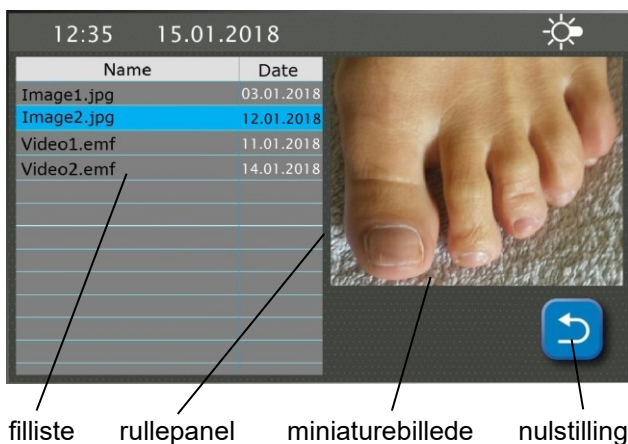 12:35 15.01.2018
Name Date
Image1.jpg 03.01.2018
Image2.jpg 12.01.2018
Video1.emf 11.01.2018
Video2.emf 14.01.2018
filliste rullepanel miniaturebillede nulstilling